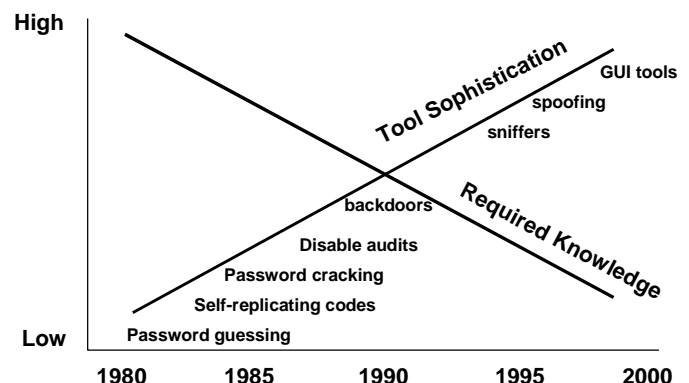 High
GUI tools
Tool Sophistication
spoofing
sniffers
backdoors
Required Knowledge
Disable audits
Password cracking
Self-replicating codes
Password guessing
Low
1980 1985 1990 1995 2000